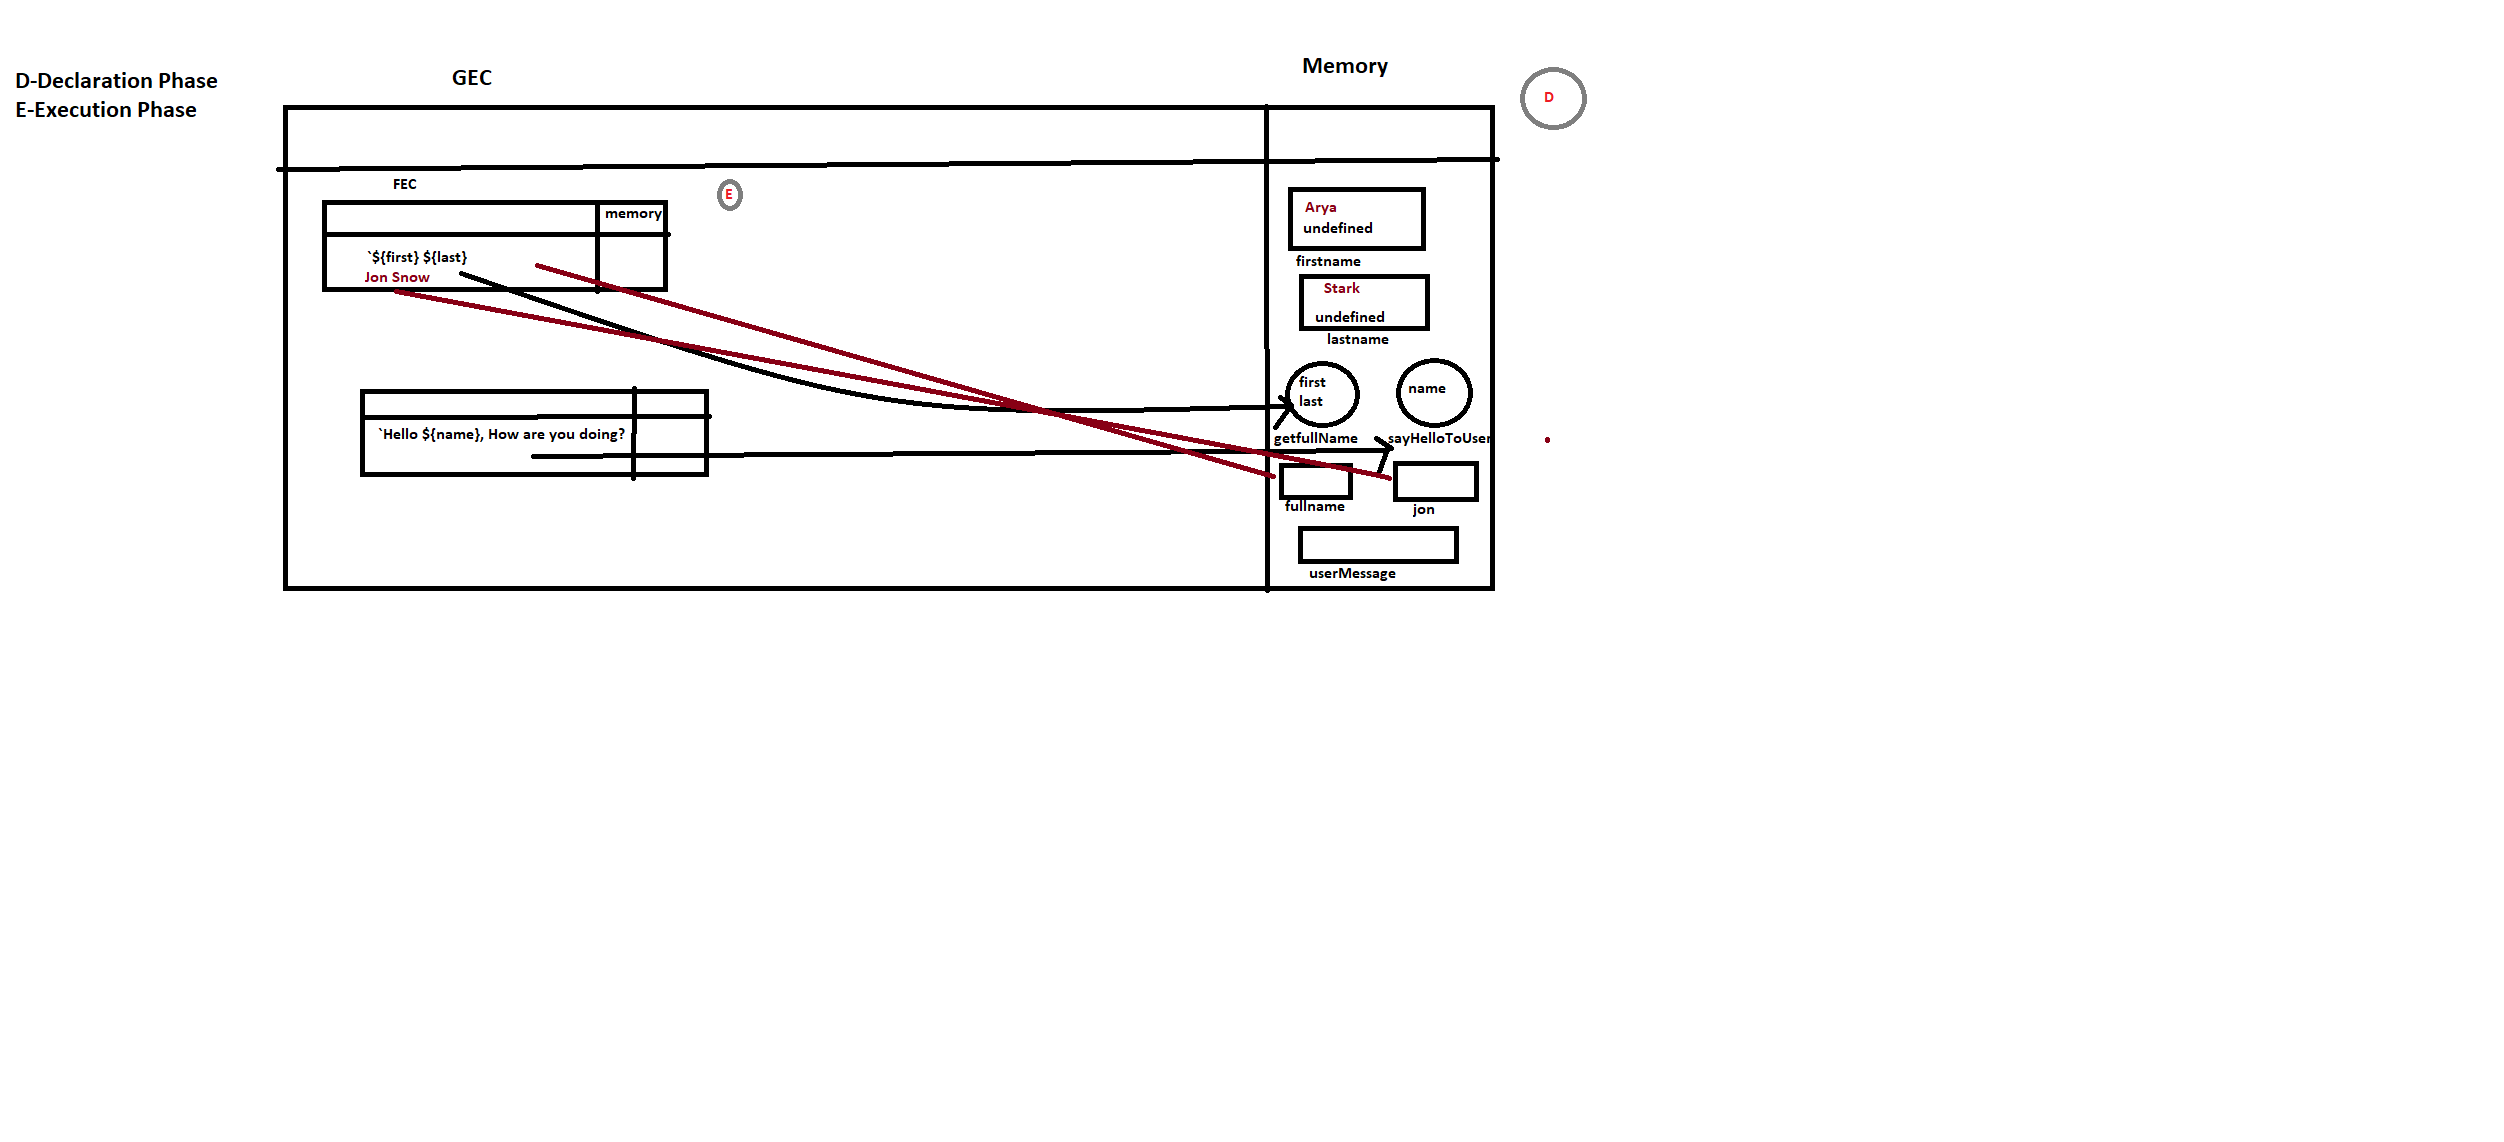 D-Declaration Phase
E-Execution Phase
GEC
Memory
D
FEC
E
memory
`${first} ${last}
Jon Snow
Arya
undefined
firstname
Stark
undefined
lastname
first
last
name
getfullName
sayHelloToUser
`Hello ${name}, How are you doing?
fullname
jon
userMessage